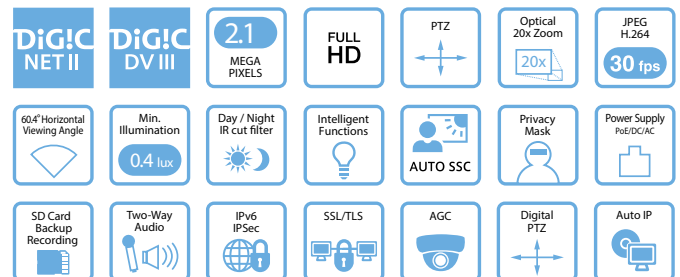 DiG!C
NET II
DiG!C
DV III
2.1
MEGA
PIXELS
FULL
HD
PTZ
Optical
20x Zoom
20x
JPEG
H.264
30 fps
60.4° Horizontal
Viewing Angle
Min.
Illumination
0.4 lux
Day / Night
IR cut filter
Intelligent
Functions
AUTO SSC
Privacy
Mask
Power Supply
PoE/DC/AC
SD Card
Backup
Recording
Two-Way
Audio
IPv6
IPSec
SSL/TLS
AGC
Digital
PTZ
Auto IP